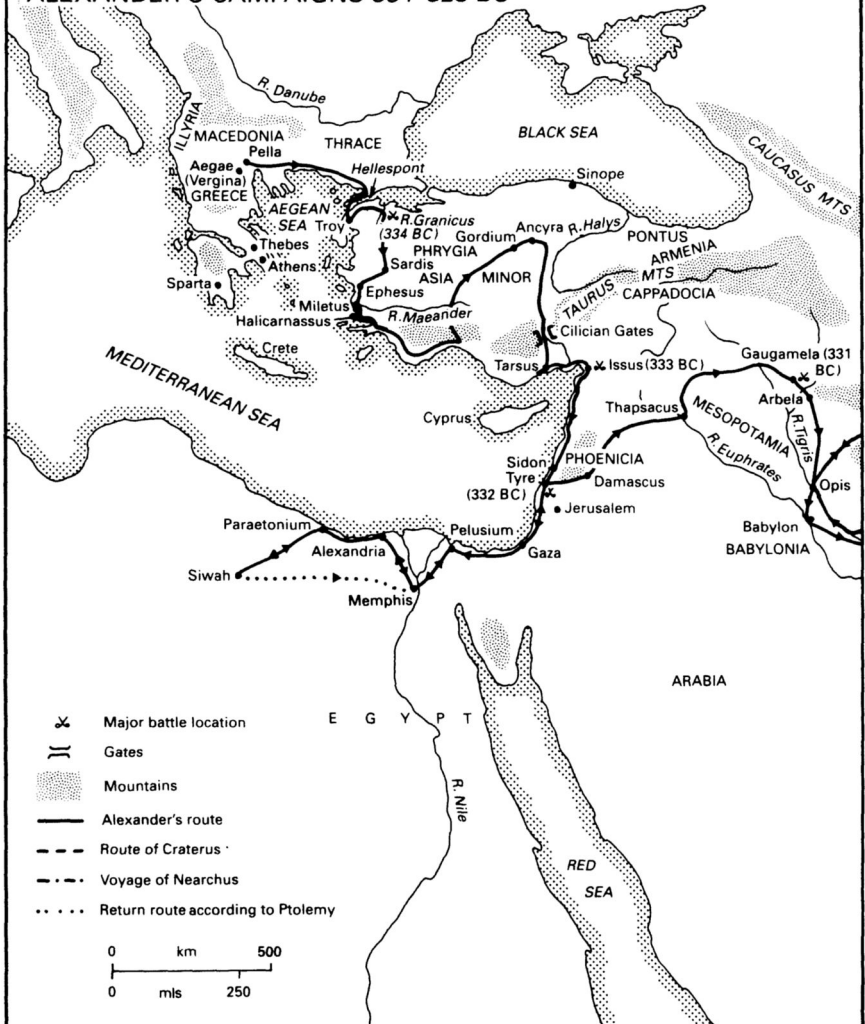 ALEXANDER'S CAMPAIGNS
BC
R. Danube
ILLYRIA
MACEDONIA
Pella
THRACE
BLACK SEA
CAUCASUS MTS
Aegae
(Vergina)
GREECE
Hellespont
Sinope
AEGEAN
SEA
Troy
R. Granicus
(334 BC)
Gordium
Ancyra
R. Halys
PONTUS
Thebes
Athens
PHRYGIA
Sardis
ASIA
MINOR
ARMENIA
TAURUS MTS
CAPPADOCIA
Sparta
Ephesus
Miletus
R. Maeander
Halicarnassus
Cilician Gates
Crete
Tarsus
Issus (333 BC)
Gaugamela (331
BC)
MEDITERRANEAN SEA
Arbela
Cyprus
Thapsacus
MESOPOTAMIA
R. Tigris
R. Euphrates
Sidon
PHOENICIA
Tyre
(332 BC)
Damascus
Opis
Jerusalem
Paraetonium
Alexandria
Pelusium
Gaza
Babylon
BABYLONIA
Siwah
Memphis
ARABIA
EGYPT
R. Nile
RED
SEA
Major battle location
Gates
Mountains
Alexander's route
Route of Craterus
Voyage of Nearchus
Return route according to Ptolemy
0 km 500
0 mls 250